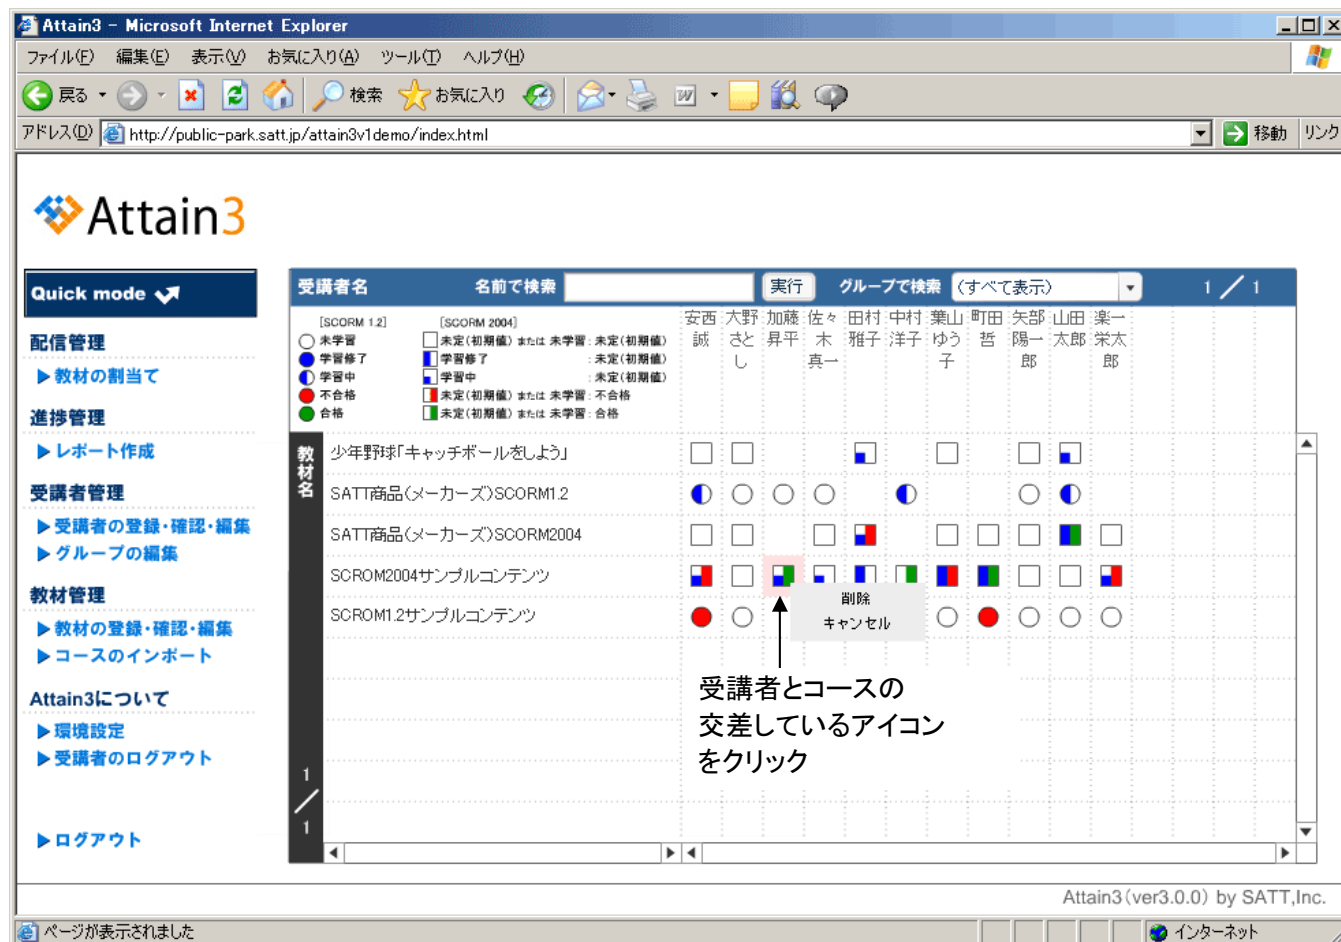 Attain3 - Microsoft Internet Explorer
ファイル(F) 編集(E) 表示(V) お気に入り(A) ツール(T) ヘルプ(H)
戻る 検索 お気に入り
アドレス(D) http://public-park.satt.jp/attain3v1demo/index.html 移動 リンク
Attain3
Quick mode
配信管理
▶教材の割当て
進捗管理
▶レポート作成
受講者管理
▶受講者の登録・確認・編集
▶グループの編集
教材管理
▶教材の登録・確認・編集
▶コースのインポート
Attain3について
▶環境設定
▶受講者のログアウト
▶ログアウト
受講者名 名前で検索 実行 グループで検索 (すべて表示) 1/1
[SCORM 1.2] [SCORM 2004]
未学習 未定(初期値) または 未学習 : 未定(初期値)
学習修了 学習修了 : 未定(初期値)
学習中 学習中 : 未定(初期値)
不合格 未定(初期値) または 未学習 : 不合格
合格 未定(初期値) または 未学習 : 合格
安西誠
大野さとし
加藤昇平
佐々木真一
田村雅子
中村洋子
葉山ゆう子
町田哲
矢部陽一郎
山田太郎
楽一栄太郎
教材名
少年野球「キャッチボールをしよう」
SATT商品(メーカーズ)SCORM1.2
SATT商品(メーカーズ)SCORM2004
SCROM2004サンプルコンテンツ
SCROM1.2サンプルコンテンツ
削除
キャンセル
受講者とコースの
交差しているアイコン
をクリック
1/1
Attain3(ver3.0.0) by SATT,Inc.
ページが表示されました インターネット